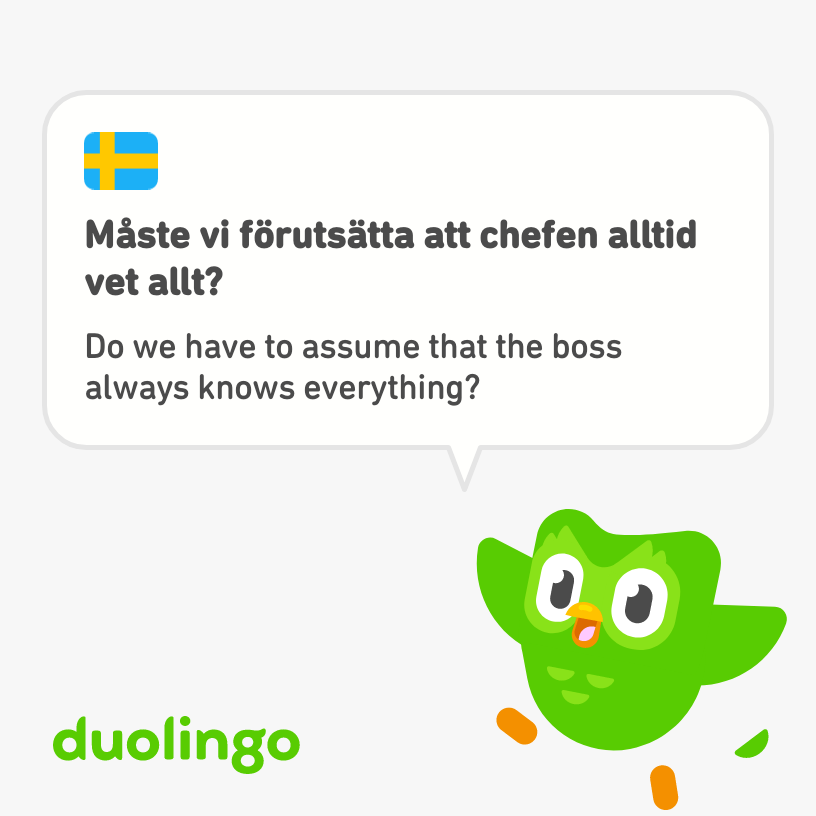 Måste vi förutsätta att chefen alltid
vet allt?
Do we have to assume that the boss
always knows everything?
duolingo